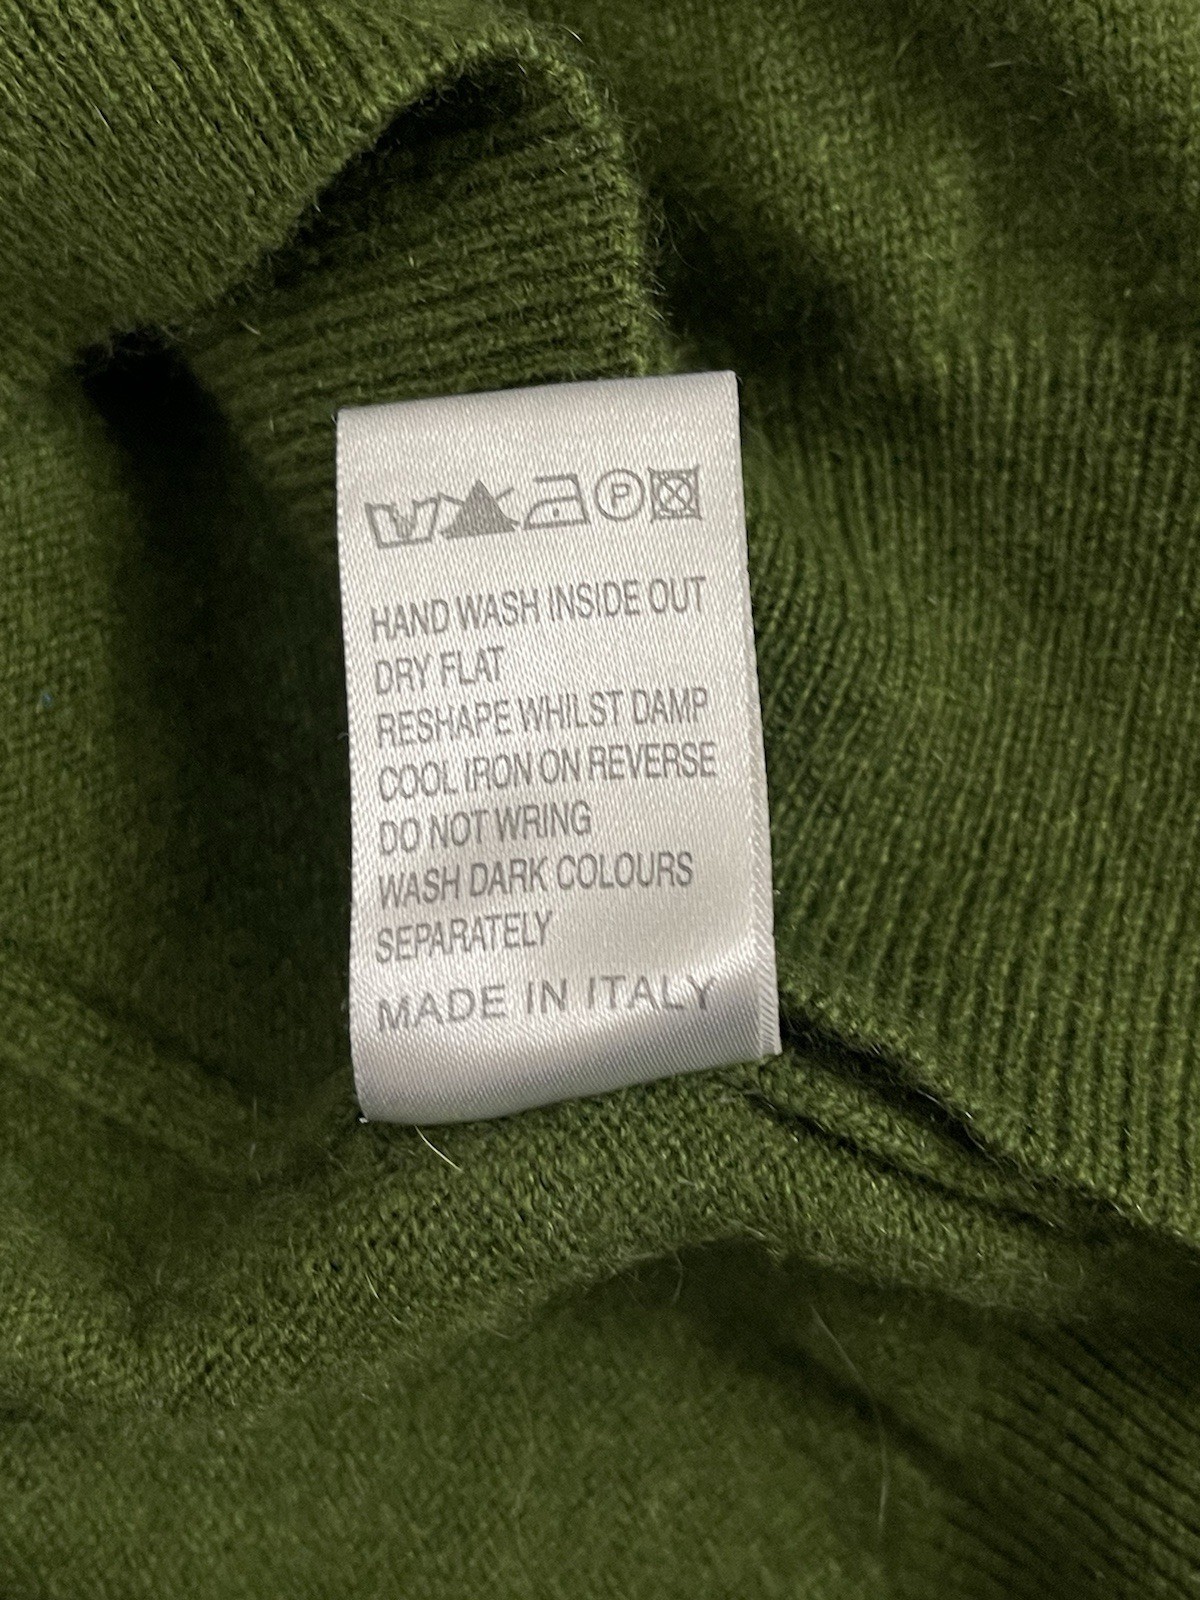 P
HAND WASH INSIDE OUT
DRY FLAT
RESHAPE WHILST DAMP
COOL IRON ON REVERSE
DO NOT WRING
WASH DARK COLOURS
SEPARATELY
MADE IN ITALY